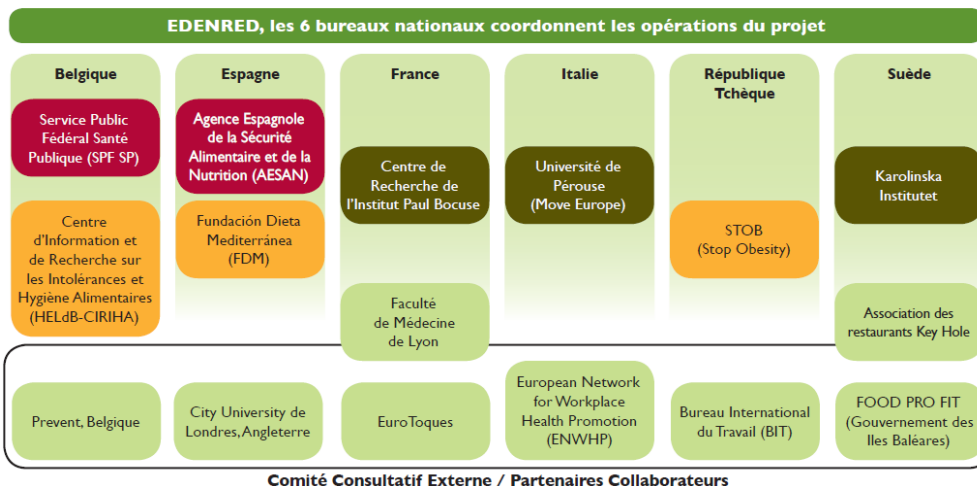 EDENRED, les 6 bureaux nationaux coordonnent les opérations du projet
Belgique
Service Public
Fédéral Santé
Publique (SPF SP)
Centre
d'Information et
de Recherche sur
les Intolérances et
Hygiène Alimentaires
(HELdB-CIRIHA)
Espagne
Agence Espagnole
de la Sécurité
Alimentaire et de la
Nutrition (AESAN)
Fundación Dieta
Mediterránea
(FDM)
France
Centre de
Recherche de
l'Institut Paul Bocuse
Faculté
de Médecine
de Lyon
Italie
Université de
Pérouse
(Move Europe)
République
Tchèque
STOB
(Stop Obesity)
Suède
Karolinska
Institutet
Association des
restaurants Key Hole
Prevent, Belgique
City University de
Londres, Angleterre
EuroToques
European Network
for Workplace
Health Promotion
(ENWHP)
Bureau International
du Travail (BIT)
FOOD PRO FIT
(Gouvernement des
Iles Baléares)
Comité Consultatif Externe / Partenaires Collaborateurs